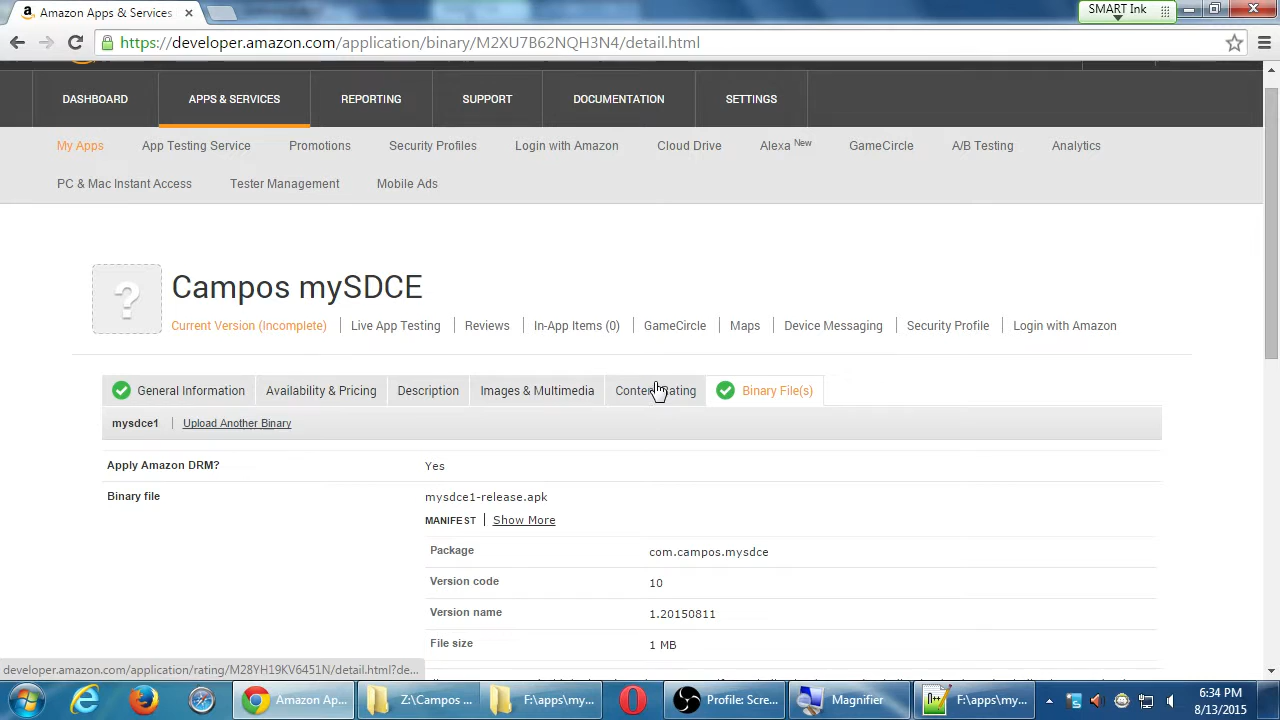 Amazon Apps & Services
SMART Ink
https://developer.amazon.com/application/binary/M2XU7B62NQH3N4/detail.html
DASHBOARD APPS & SERVICES REPORTING SUPPORT DOCUMENTATION SETTINGS
My Apps App Testing Service Promotions Security Profiles Login with Amazon Cloud Drive Alexa New GameCircle A/B Testing Analytics
PC & Mac Instant Access Tester Management Mobile Ads
?
Campos mySDCE
Current Version (Incomplete) Live App Testing Reviews In-App Items (0) GameCircle Maps Device Messaging Security Profile Login with Amazon
General Information Availability & Pricing Description Images & Multimedia Content Rating Binary File(s)
mysdce1 Upload Another Binary
Apply Amazon DRM? Yes
Binary file mysdce1-release.apk
MANIFEST Show More
Package com.campos.mysdce
Version code 10
Version name 1.20150811
File size 1 MB
developer.amazon.com/application/rating/M28YH19KV6451N/detail.html?de...
Amazon Ap... Z:\Campos ... F:\apps\my... Profile: Scre... Magnifier F:\apps\my...
6:34 PM
8/13/2015